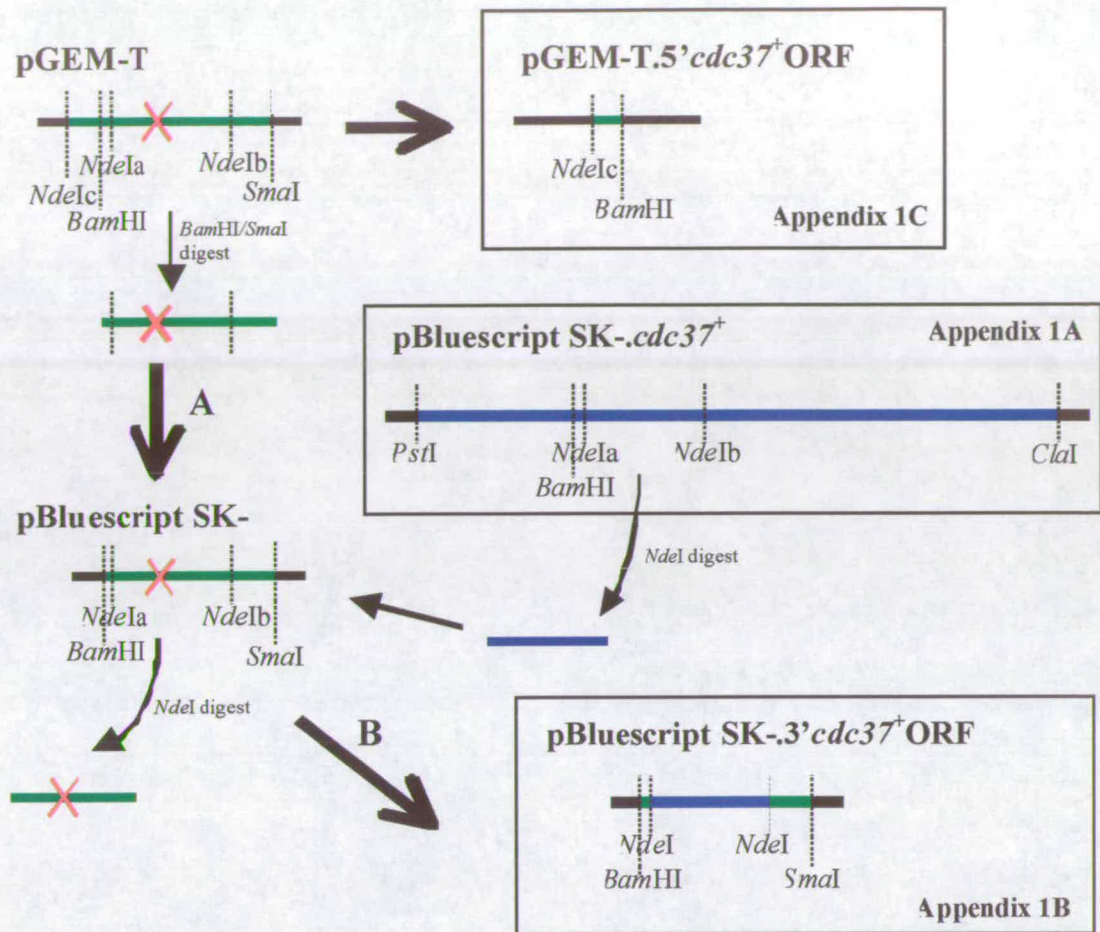 pGEM-T
NdeIa
NdeIb
NdeIc
SmaI
BamHI
BamHI/SmaI
digest
pGEM-T.5'cdc37+ORF
NdeIc
BamHI
Appendix 1C
A
pBluescript SK-.cdc37+
Appendix 1A
PstI
NdeIa
NdeIb
ClaI
BamHI
NdeI digest
pBluescript SK-
NdeIa
NdeIb
BamHI
SmaI
NdeI digest
B
pBluescript SK-.3'cdc37+ORF
NdeI
NdeI
BamHI
SmaI
Appendix 1B